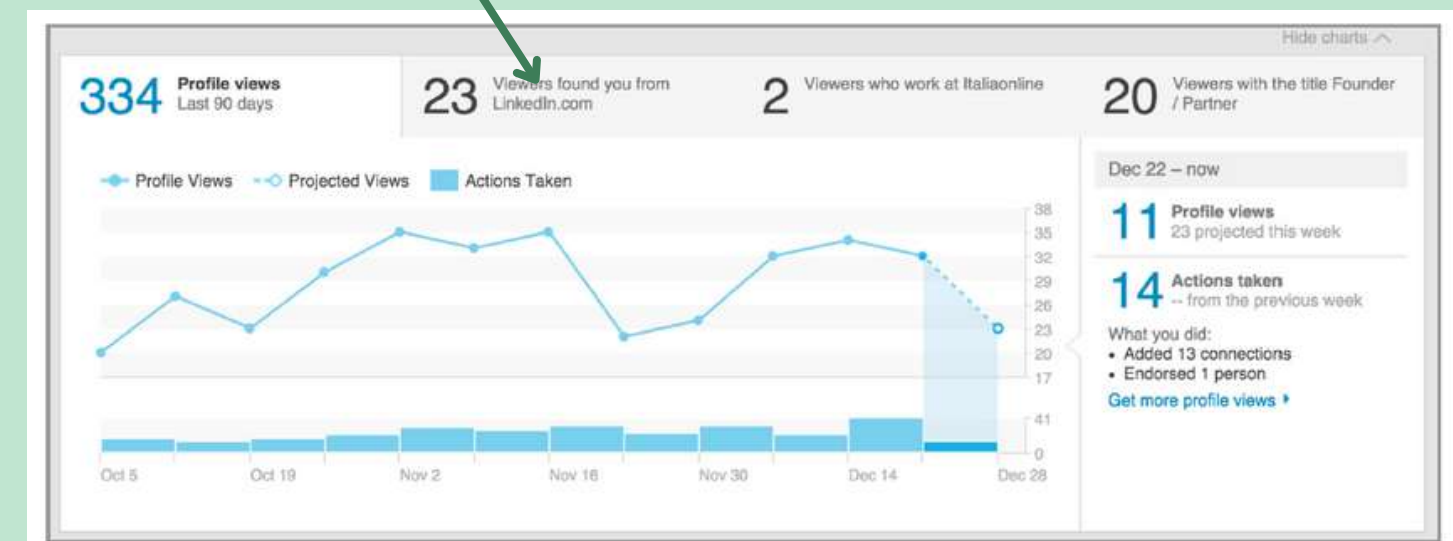 Hide charts
334 Profile views
Last 90 days
23 Viewers found you from
LinkedIn.com
2 Viewers who work at Italiaonline
20 Viewers with the title Founder
/ Partner
Profile Views Projected Views Actions Taken
38
35
32
29
26
23
20
17
41
0
Oct 5 Oct 19 Nov 2 Nov 16 Nov 30 Dec 14 Dec 28
Dec 22 – now
11 Profile views
23 projected this week
14 Actions taken
-- from the previous week
What you did:
• Added 13 connections
• Endorsed 1 person
Get more profile views